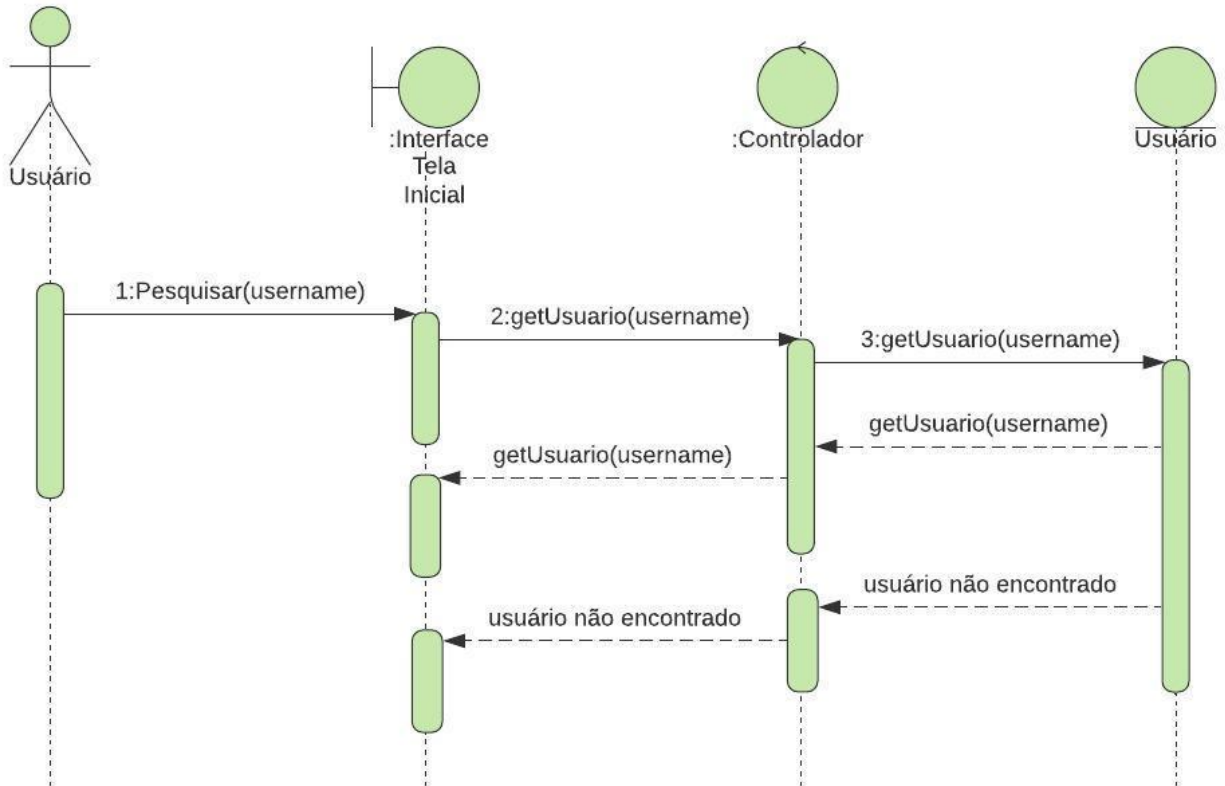 :Interface
Tela
Inicial
:Controlador
Usuário
Usuário
1:Pesquisar(username)
2:getUsuario(username)
3:getUsuario(username)
getUsuario(username)
getUsuario(username)
usuário não encontrado
usuário não encontrado